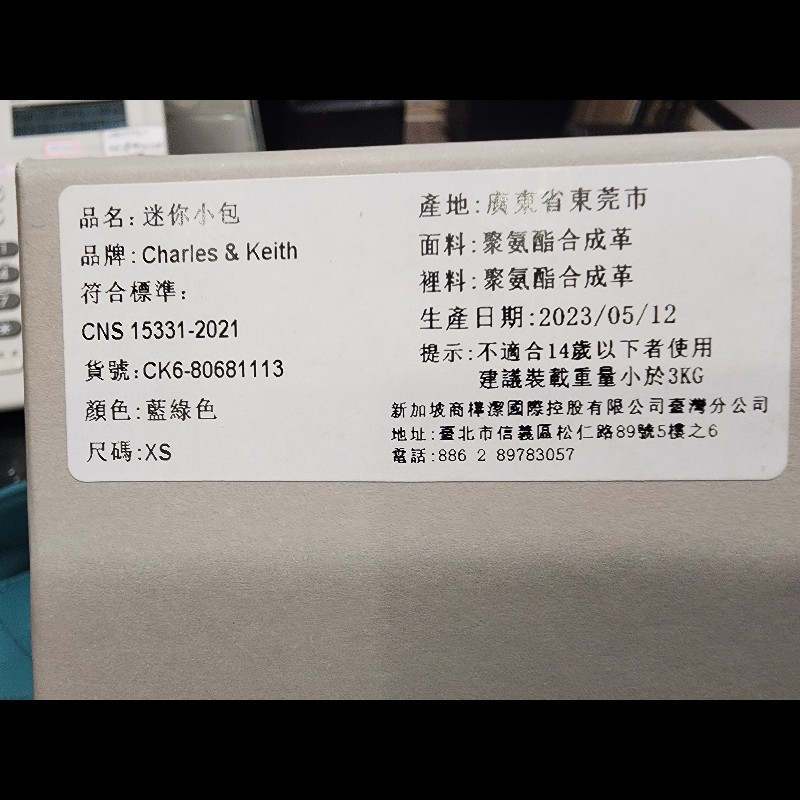 品名:迷你小包
品牌:Charles & Keith
符合標準:
CNS 15331-2021
貨號:CK6-80681113
顏色:藍綠色
尺碼:XS
產地:廣東省東莞市
面料:聚氨酯合成革
裡料:聚氨酯合成革
生產日期:2023/05/12
提示:不適合14歲以下者使用
建議裝載重量小於3KG
新加坡商樺潔國際控股有限公司臺灣分公司
地址:臺北市信義區松仁路89號5樓之6
電話:886 2 89783057